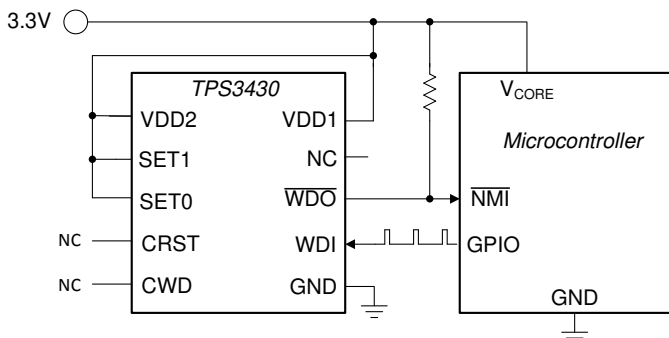 3.3V
TPS3430
VDD2
VDD1
SET1
NC
SET0
WDO
NC
CRST
WDI
NC
CWD
GND
VCORE
Microcontroller
NMI
GPIO
GND